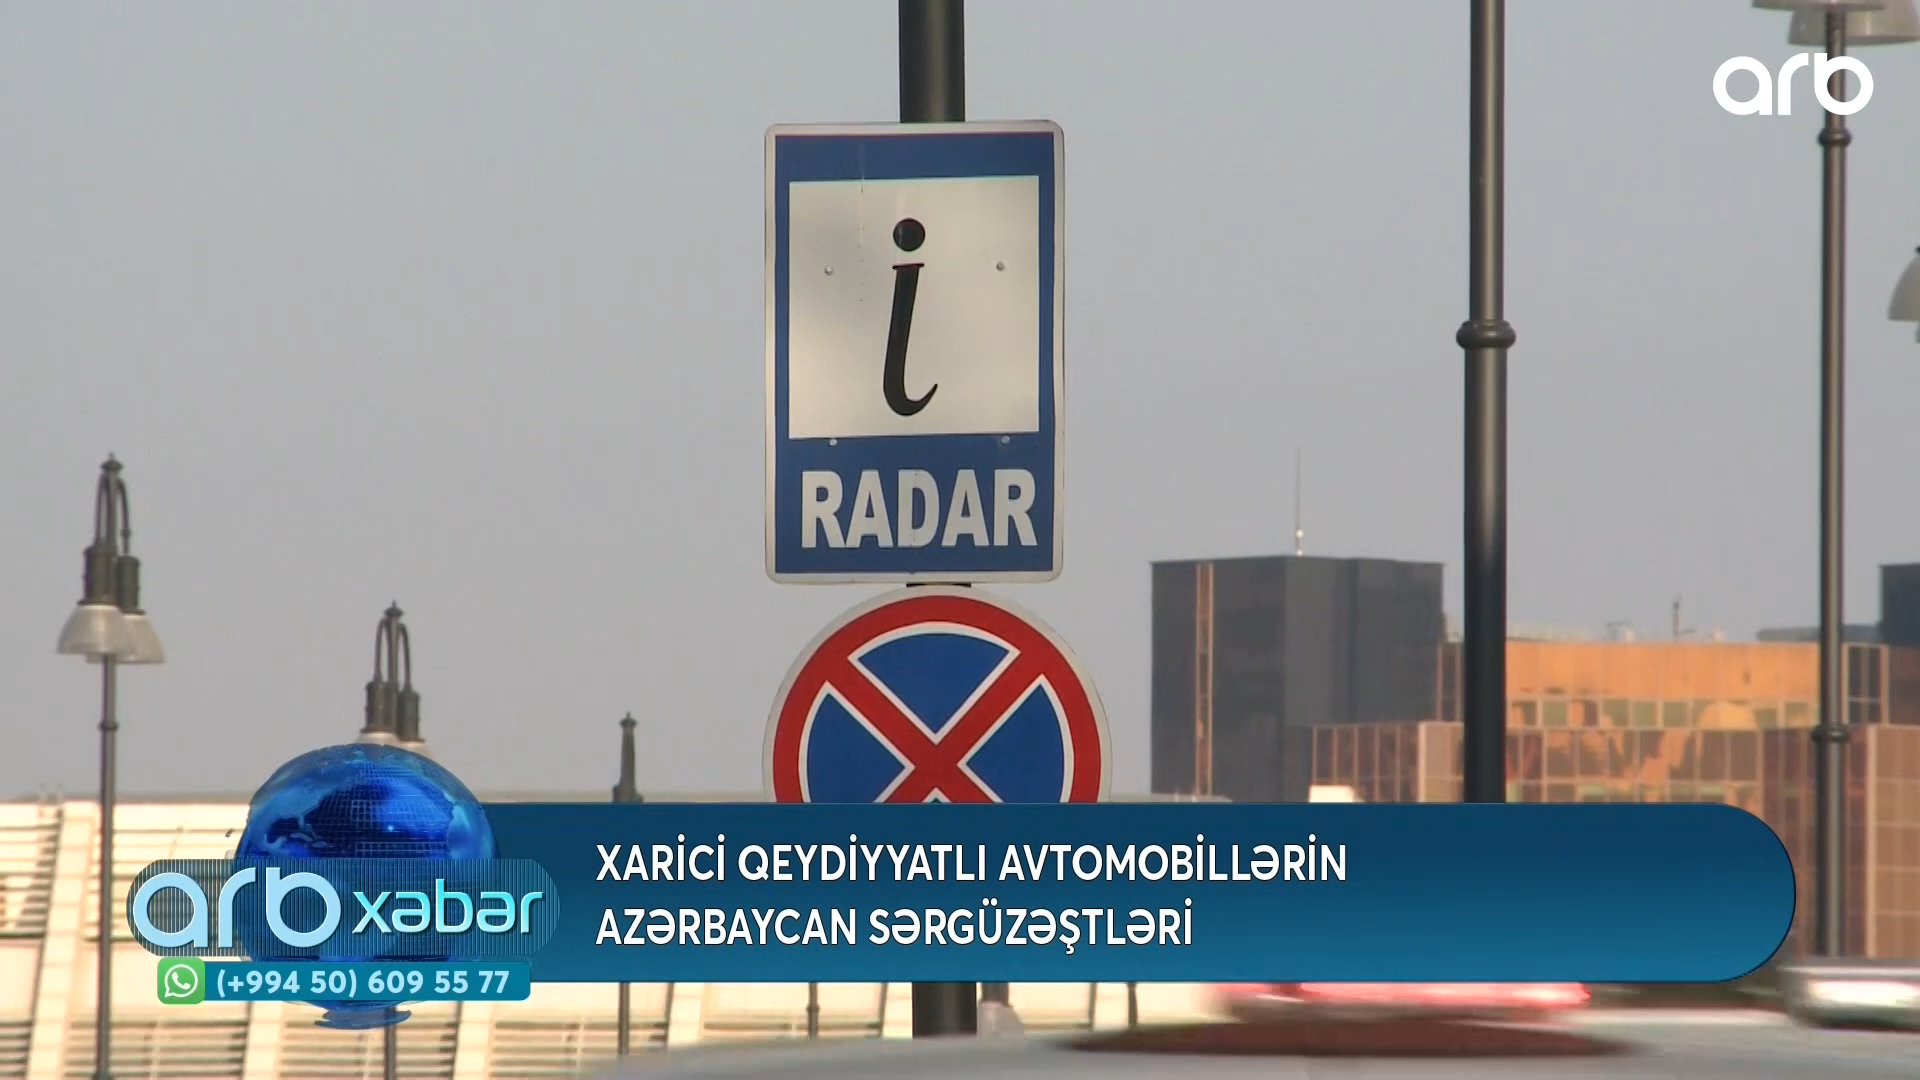 arb
i
RADAR
XARİCİ QEYDİYYATLI AVTOMOBİLLƏRİN
AZƏRBAYCAN SƏRGÜZƏŞTLƏRİ
arb xəbər
(+994 50) 609 55 77